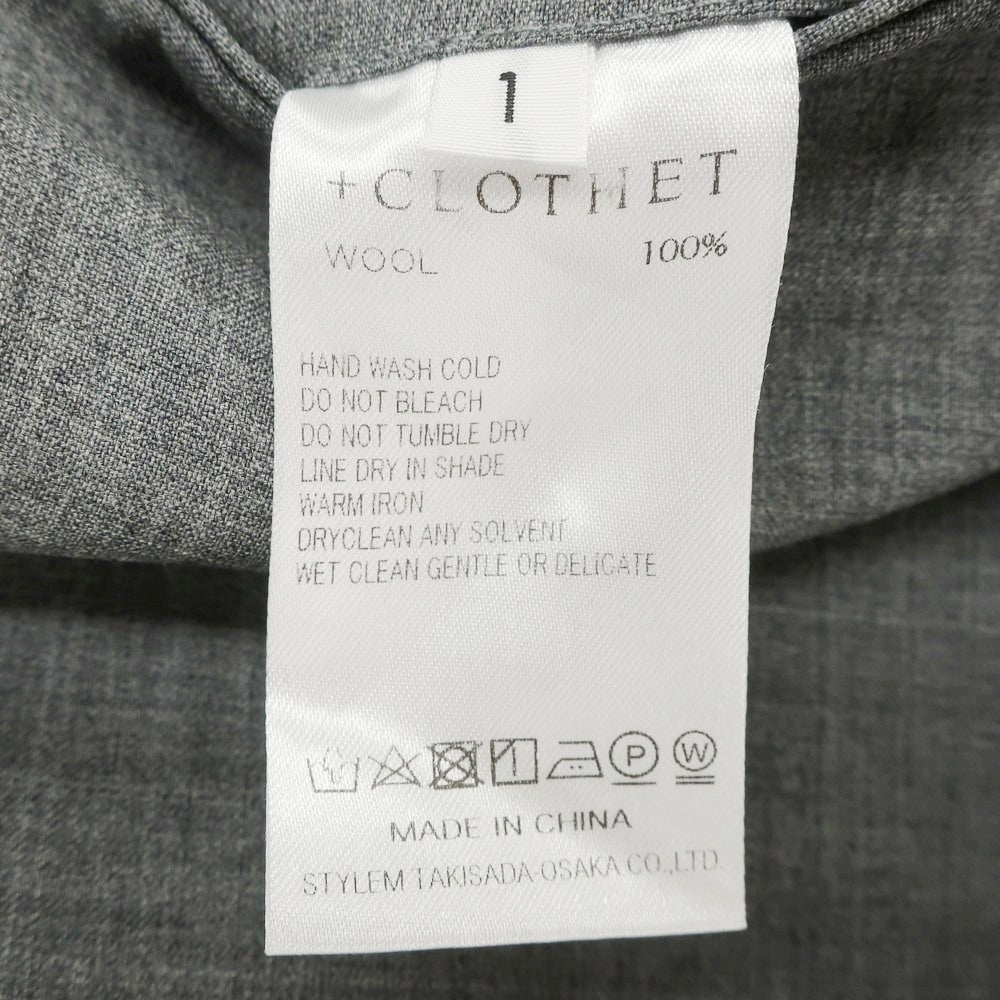 1
+CLOTHET
WOOL 100%
HAND WASH COLD
DO NOT BLEACH
DO NOT TUMBLE DRY
LINE DRY IN SHADE
WARM IRON
DRYCLEAN ANY SOLVENT
WET CLEAN GENTLE OR DELICATE
P W
MADE IN CHINA
STYLEM TAKISADA-OSAKA CO.,LTD.